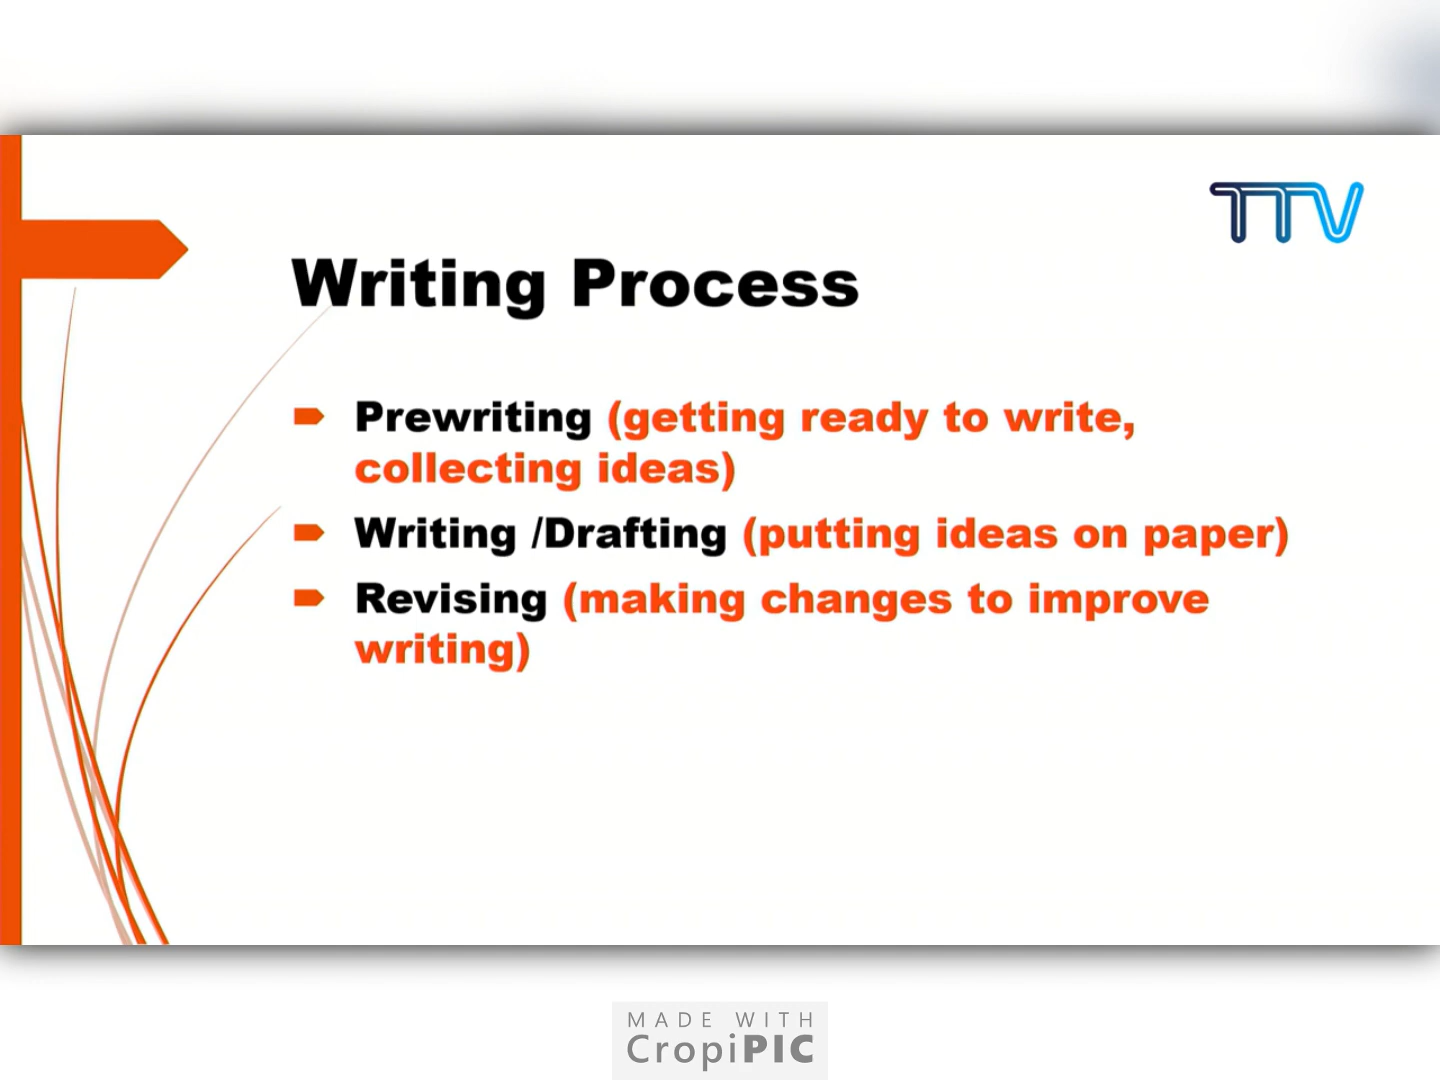 TTV
Writing Process
Prewriting (getting ready to write,
collecting ideas)
Writing /Drafting (putting ideas on paper)
Revising (making changes to improve
writing)
MADE WITH
CropiPIC